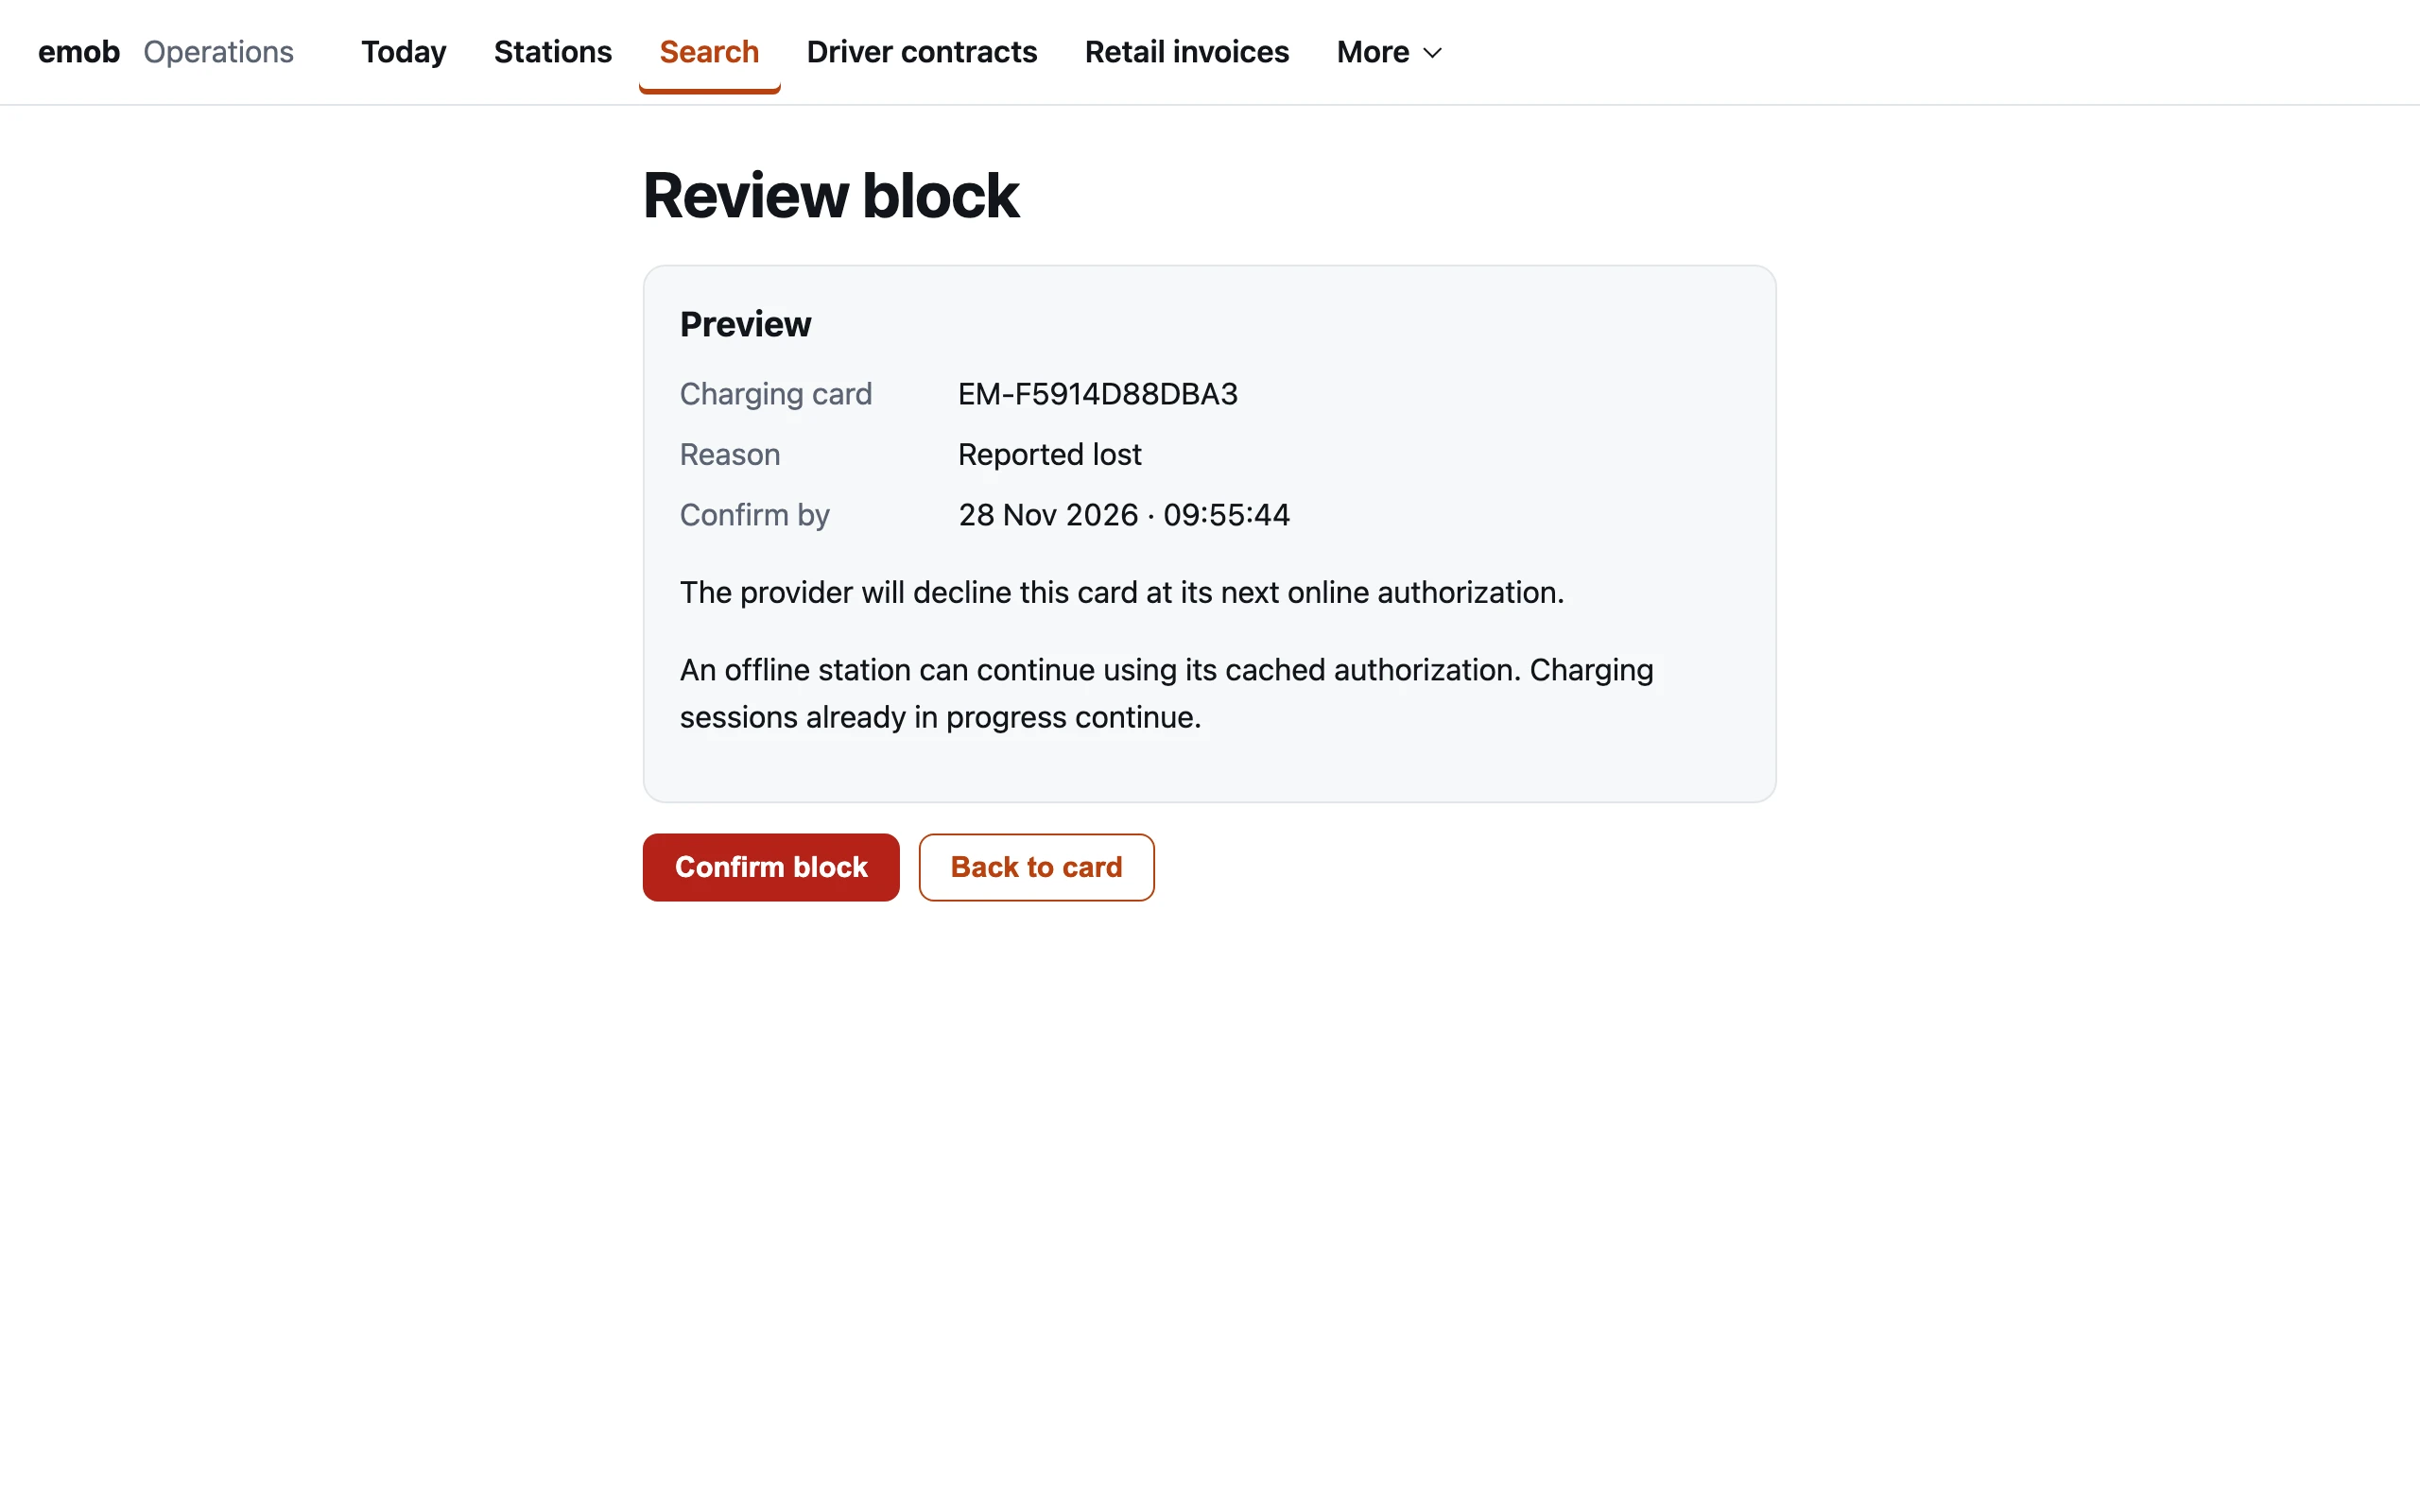 emob Operations Today Stations Search Driver contracts Retail invoices More
Review block
Preview
Charging card EM-F5914D88DBA3
Reason Reported lost
Confirm by 28 Nov 2026 · 09:55:44
The provider will decline this card at its next online authorization.
An offline station can continue using its cached authorization. Charging
sessions already in progress continue.
Confirm block Back to card